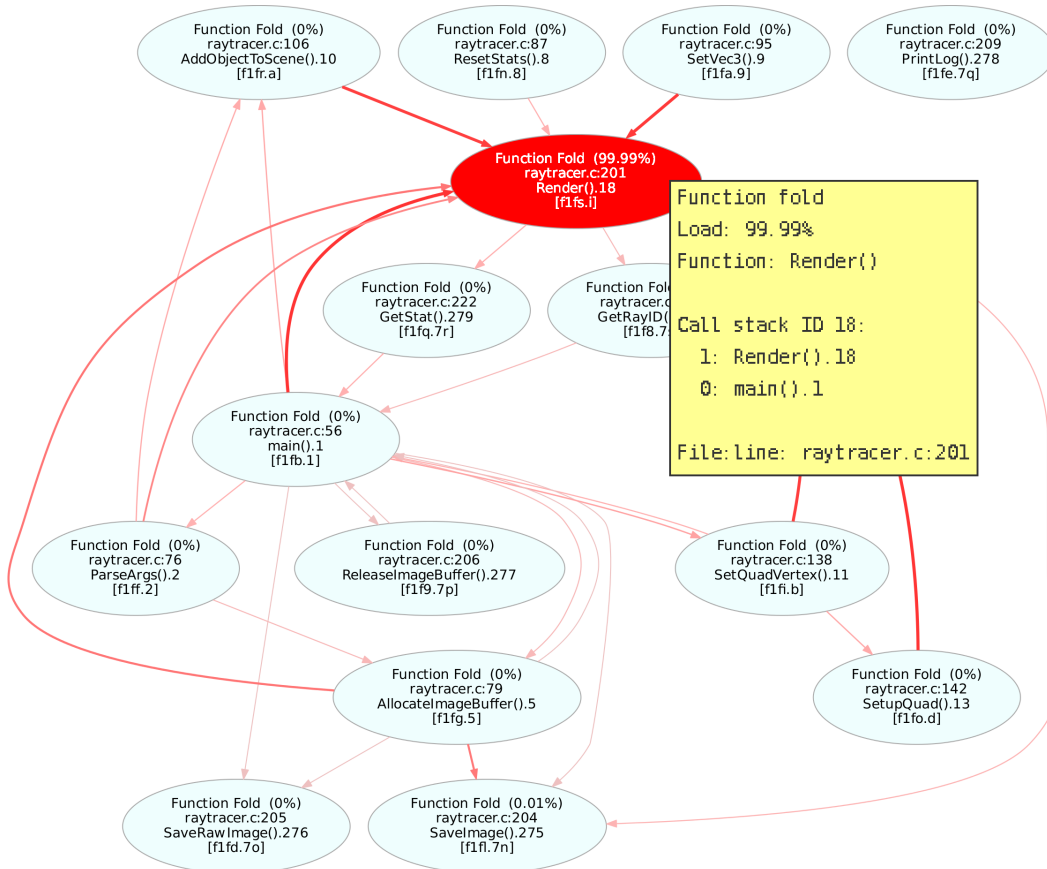 Function Fold  (0%)
raytracer.c:106
AddObjectToScene().10
[f1fr.a]
Function Fold  (0%)
raytracer.c:87
ResetStats().8
[f1fn.8]
Function Fold  (0%)
raytracer.c:95
SetVec3().9
[f1fa.9]
Function Fold  (0%)
raytracer.c:209
PrintLog().278
[f1fe.7q]
Function Fold  (99.99%)
raytracer.c:201
Render().18
[f1fs.i]
Function fold
Load: 99.99%
Function: Render()
Call stack ID 18:
1: Render().18
0: main().1
File:line: raytracer.c:201
Function Fold  (0%)
raytracer.c:222
GetStat().279
[f1fq.7r]
Function
raytracer.c
GetRayID(
[f1f8.7
Function Fold  (0%)
raytracer.c:56
main().1
[f1fb.1]
Function Fold  (0%)
raytracer.c:76
ParseArgs().2
[f1ff.2]
Function Fold  (0%)
raytracer.c:206
ReleaseImageBuffer().277
[f1f9.7p]
Function Fold  (0%)
raytracer.c:138
SetQuadVertex().11
[f1fi.b]
Function Fold  (0%)
raytracer.c:79
AllocateImageBuffer().5
[f1fg.5]
Function Fold  (0%)
raytracer.c:142
SetupQuad().13
[f1fo.d]
Function Fold  (0%)
raytracer.c:205
SaveRawImage().276
[f1fd.7o]
Function Fold  (0.01%)
raytracer.c:204
SaveImage().275
[f1fl.7n]